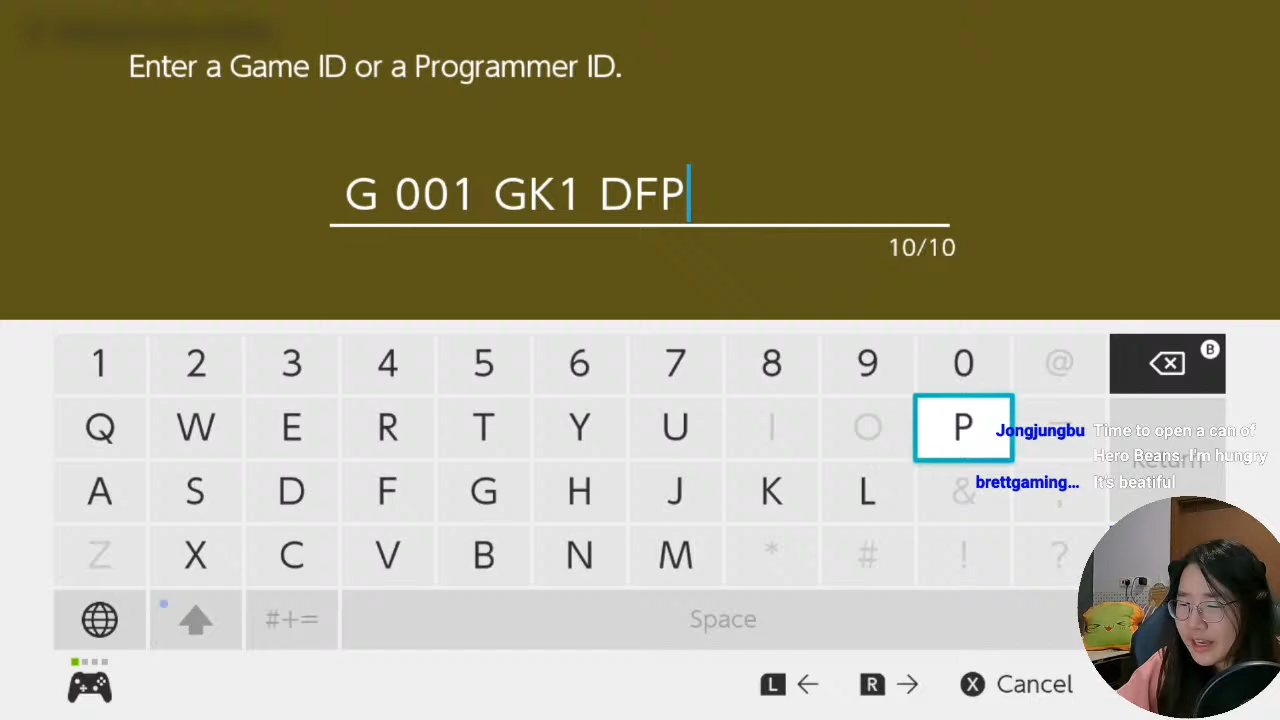 Enter a Game ID or a Programmer ID.
G 001 GK1 DFP
10/10
1 2 3 4 5 6 7 8 9 0 @ B
Q W E R T Y U I O P
Jongjungbu Time to open a can of
Hero Beans. I'm hungry
Return
brettgaming... It's beatiful
A S D F G H J K L &
Z X C V B N M * # ! ?
#+= Space
L ← R → X Cancel